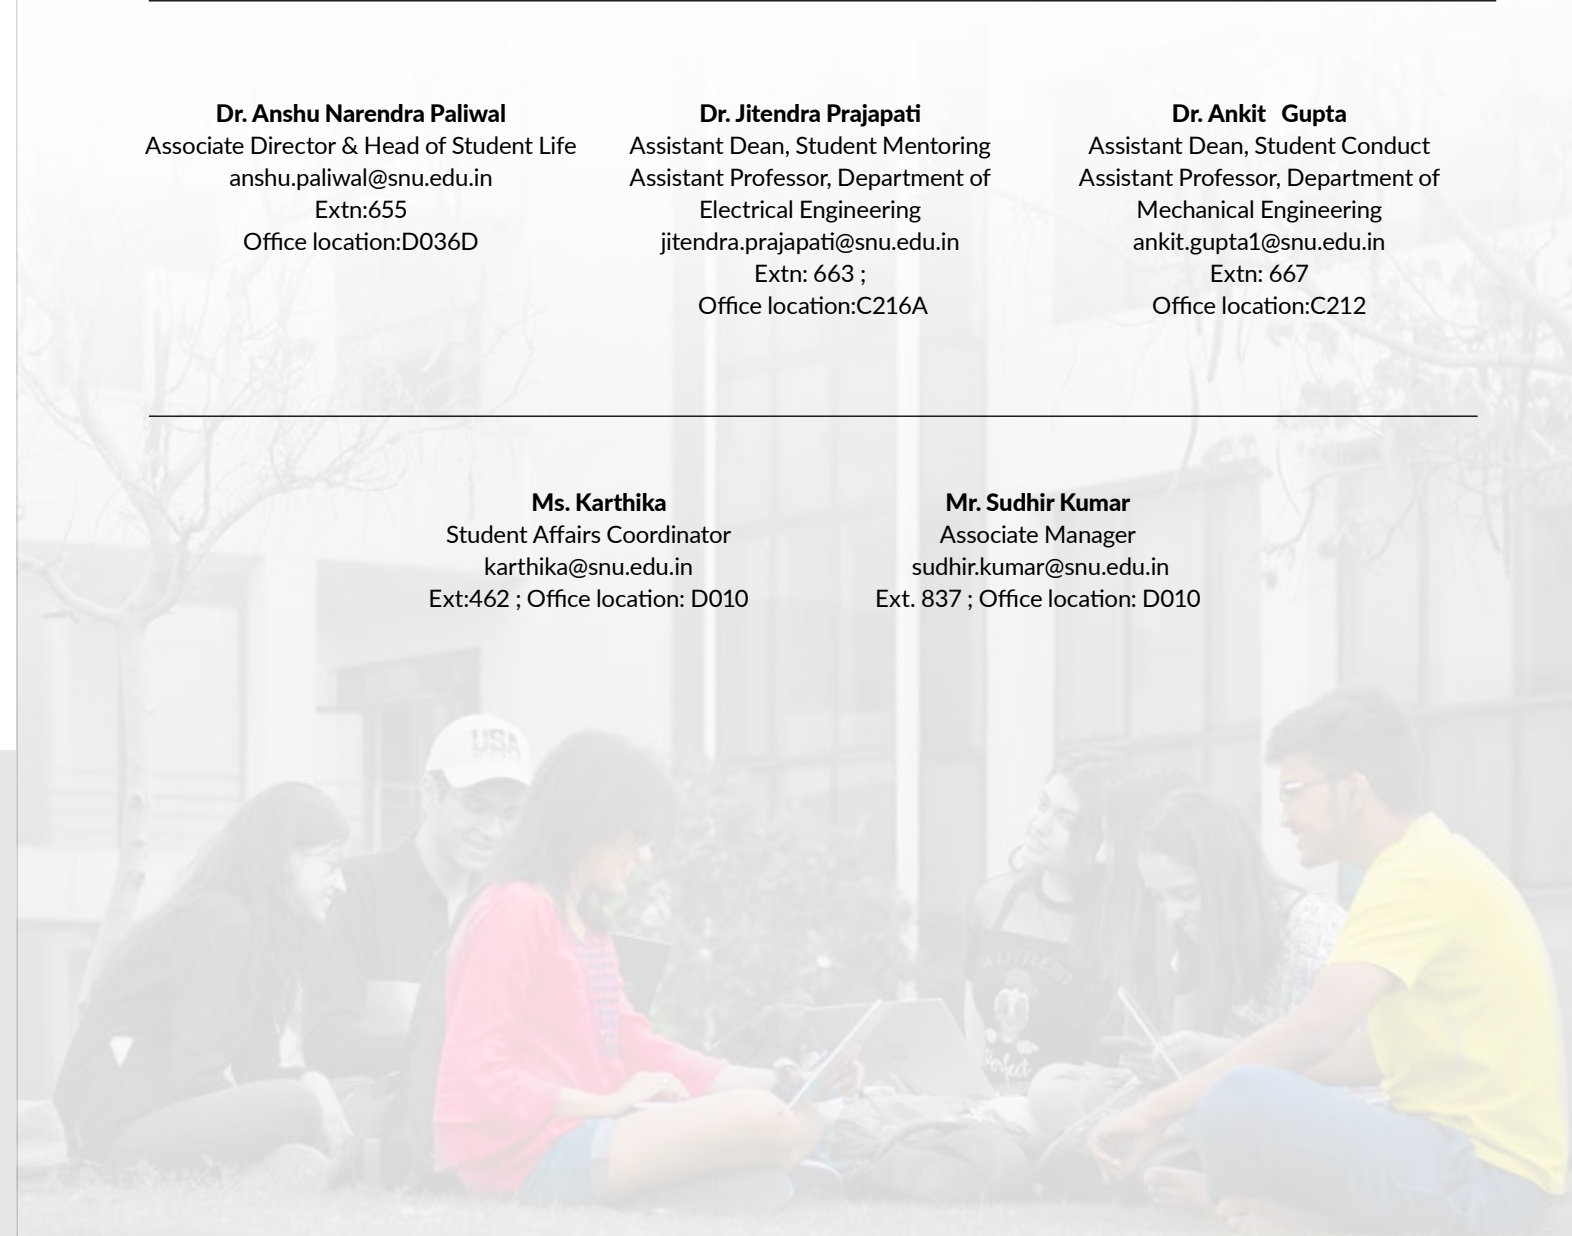 Dr. Anshu Narendra Paliwal
Associate Director & Head of Student Life
anshu.paliwal@snu.edu.in
Extn:655
Office location:D036D
Dr. Jitendra Prajapati
Assistant Dean, Student Mentoring
Assistant Professor, Department of
Electrical Engineering
jitendra.prajapati@snu.edu.in
Extn: 663 ;
Office location:C216A
Dr. Ankit Gupta
Assistant Dean, Student Conduct
Assistant Professor, Department of
Mechanical Engineering
ankit.gupta1@snu.edu.in
Extn: 667
Office location:C212
Ms. Karthika
Student Affairs Coordinator
karthika@snu.edu.in
Ext:462 ; Office location: D010
Mr. Sudhir Kumar
Associate Manager
sudhir.kumar@snu.edu.in
Ext. 837 ; Office location: D010
USA
A LITTLE BIT
Perfect